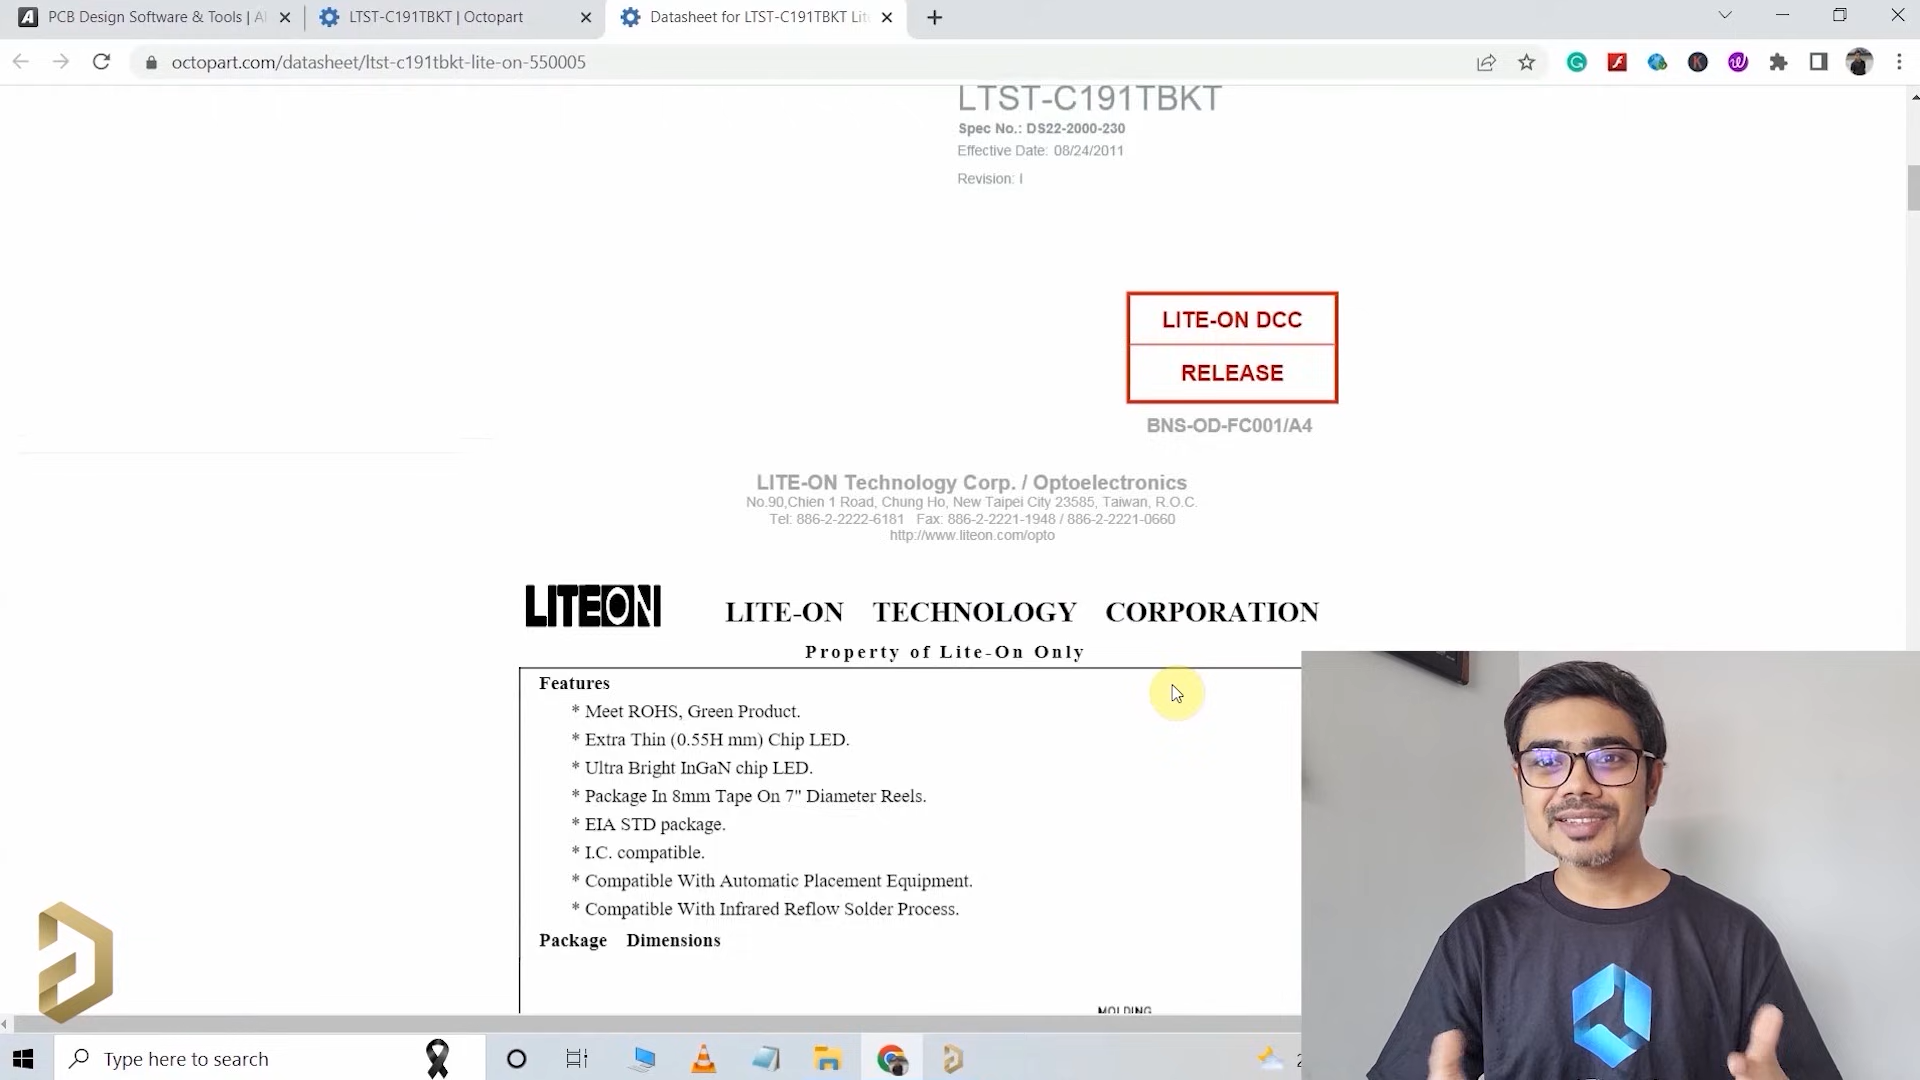 PCB Design Software & Tools | A
LTST-C191TBKT | Octopart
Datasheet for LTST-C191TBKT Lit
octopart.com/datasheet/ltst-c191tbkt-lite-on-550005
LTST-C191TBKT
Spec No.: DS22-2000-230
Effective Date: 08/24/2011
Revision: I
LITE-ON DCC
RELEASE
BNS-OD-FC001/A4
LITE-ON Technology Corp. / Optoelectronics
No.90,Chien 1 Road, Chung Ho, New Taipei City 23585, Taiwan, R.O.C.
Tel: 886-2-2222-6181 Fax: 886-2-2221-1948 / 886-2-2221-0660
http://www.liteon.com/opto
LITEON
LITE-ON TECHNOLOGY CORPORATION
Property of Lite-On Only
Features
* Meet ROHS, Green Product.
* Extra Thin (0.55H mm) Chip LED.
* Ultra Bright InGaN chip LED.
* Package In 8mm Tape On 7" Diameter Reels.
* EIA STD package.
* I.C. compatible.
* Compatible With Automatic Placement Equipment.
* Compatible With Infrared Reflow Solder Process.
Package Dimensions
MOLDING
Type here to search